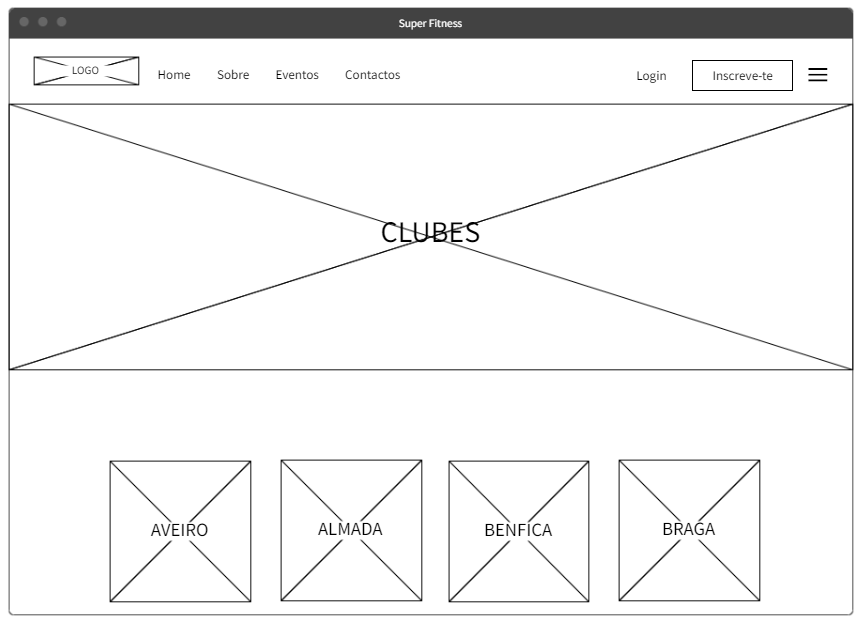 Super Fitness
LOGO Home Sobre Eventos Contactos Login Inscreve-te
CLUBES
AVEIRO ALMADA BENFICA BRAGA